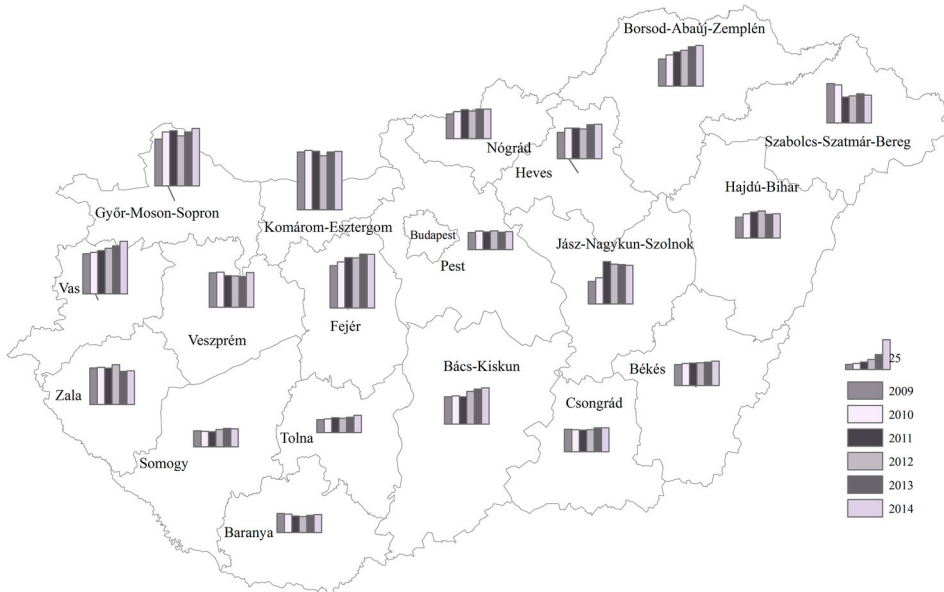 Borsod-Abaúj-Zemplén
Nógrád
Szabolcs-Szatmár-Bereg
Heves
Hajdú-Bihar
Győr-Moson-Sopron
Komárom-Esztergom
Budapest
Jász-Nagykun-Szolnok
Pest
Vas
Fejér
Veszprém
Bács-Kiskun
Békés
25
Zala
Csongrád
2009
2010
Tolna
2011
Somogy
2012
2013
2014
Baranya